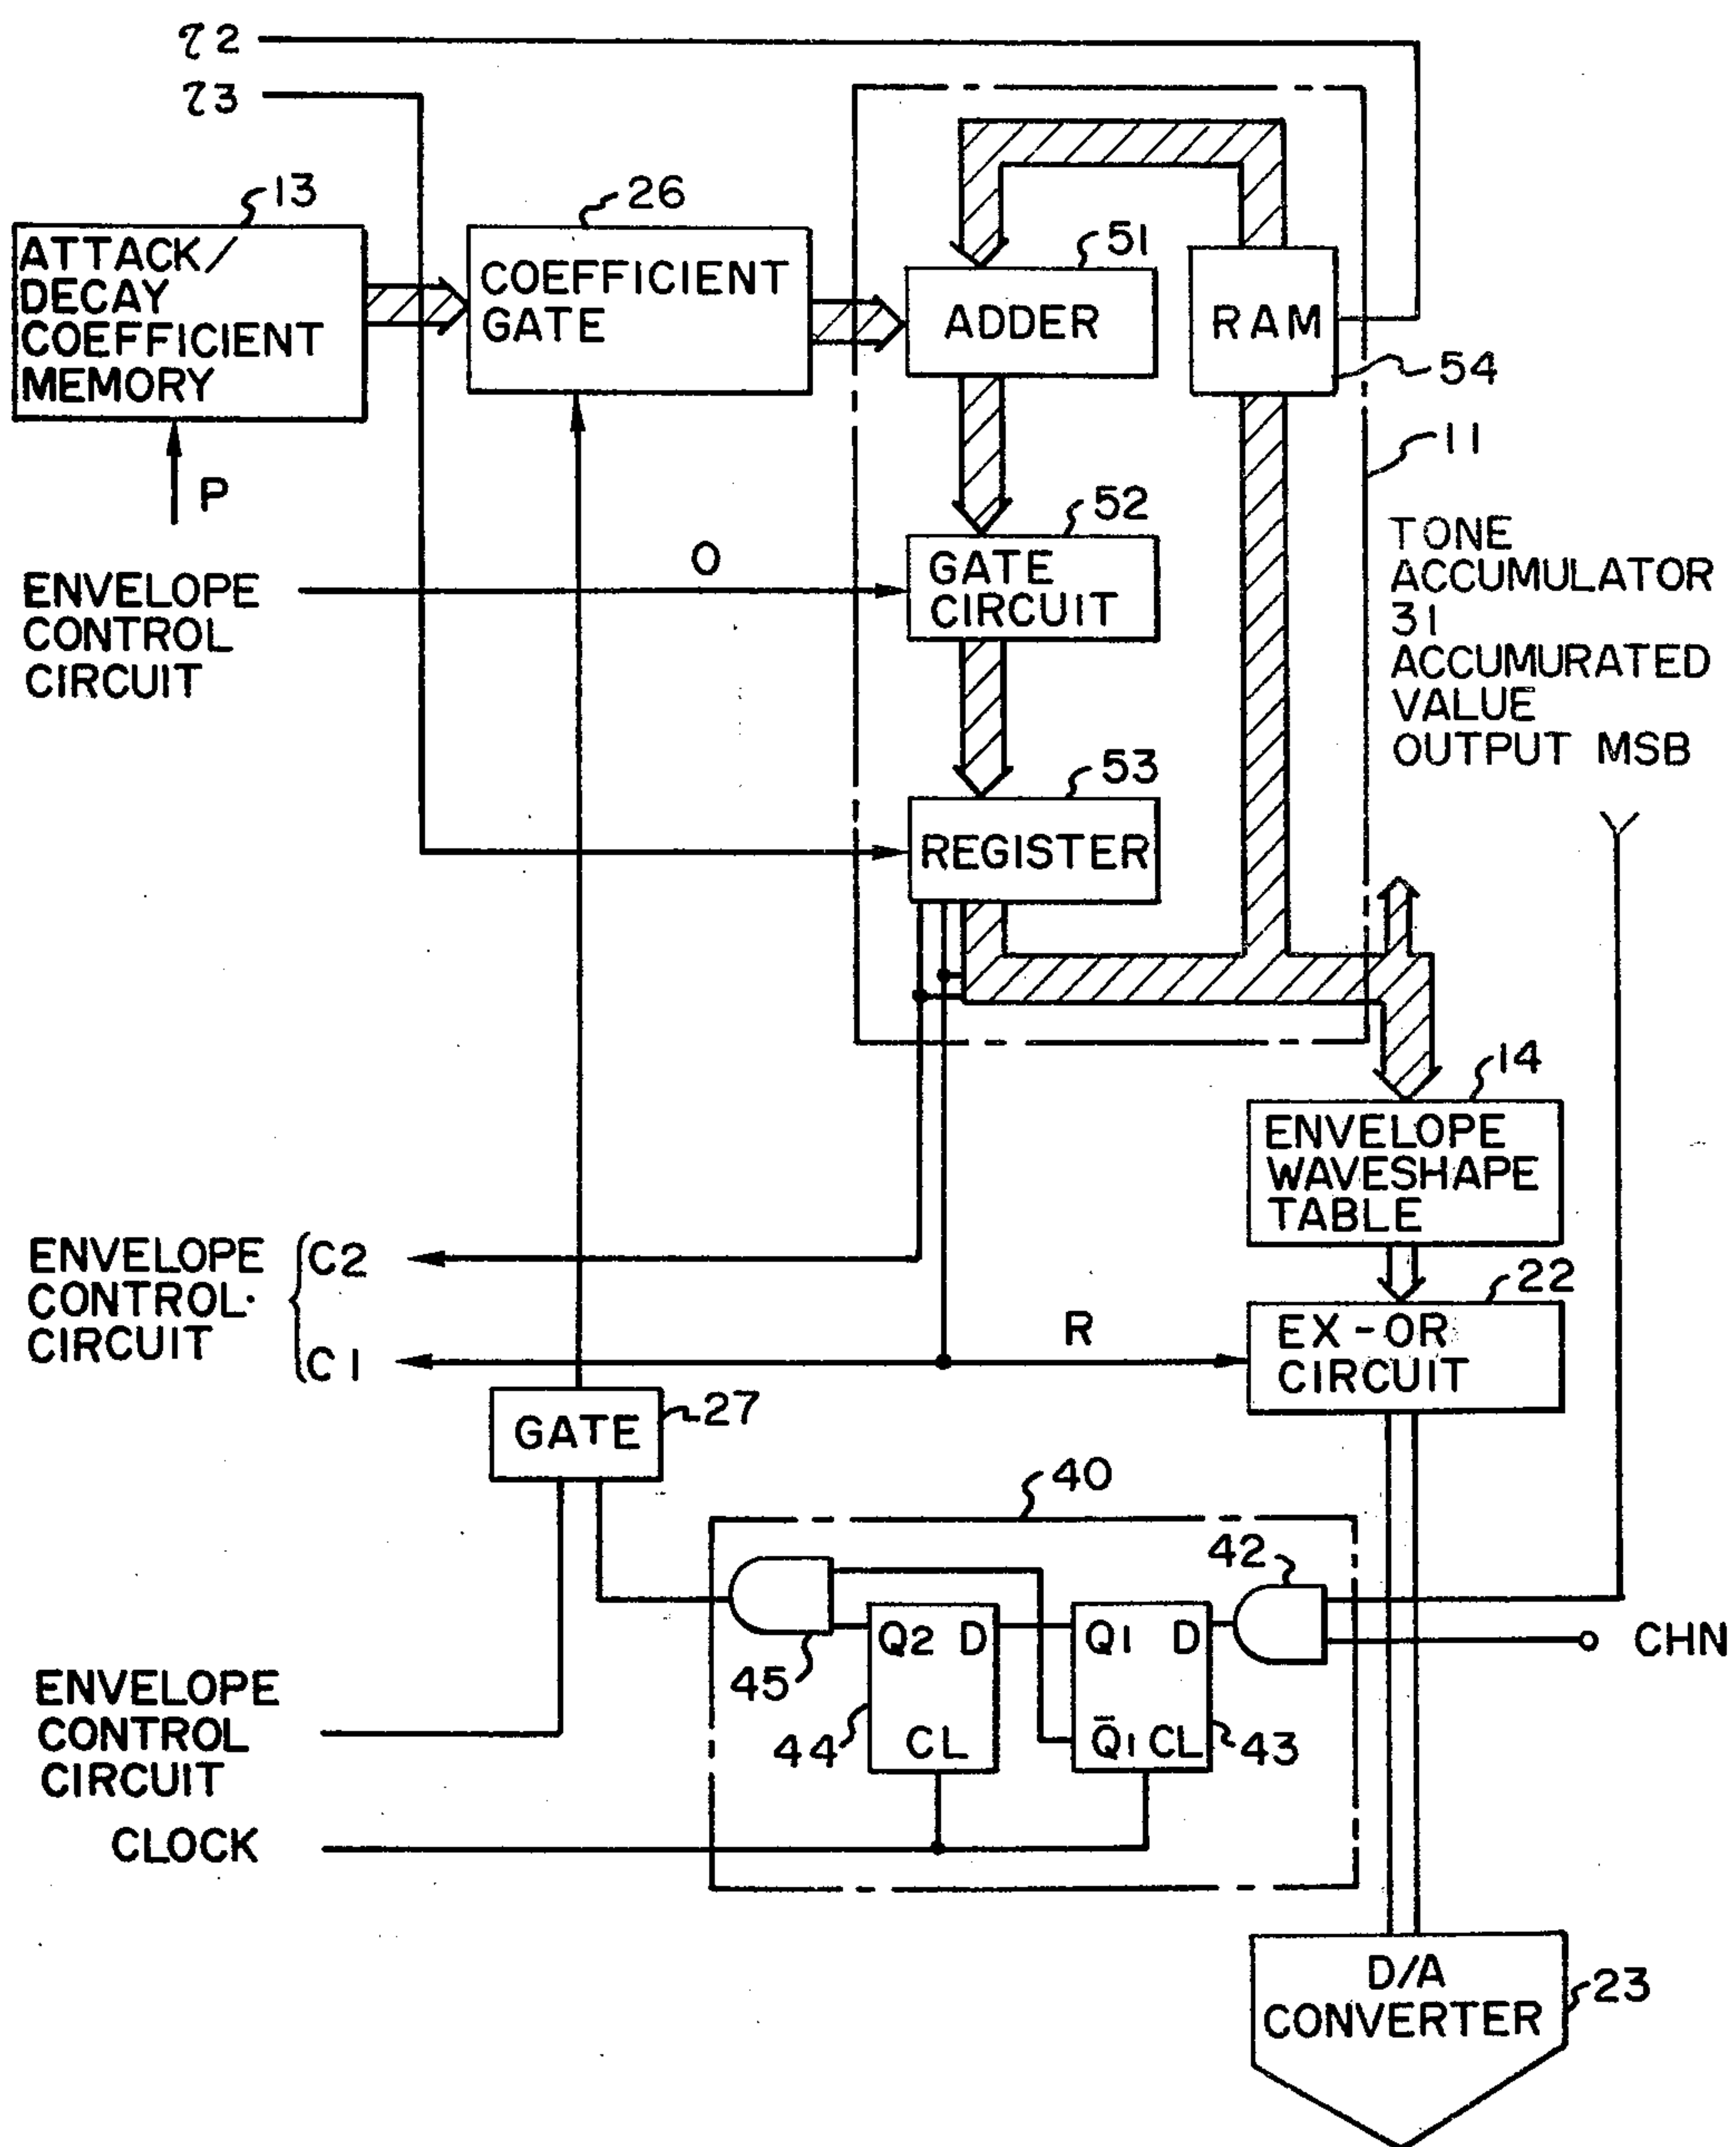 τ2
τ3
13
ATTACK/
DECAY
COEFFICIENT
MEMORY
P
26
COEFFICIENT
GATE
51
ADDER
RAM
54
11
ENVELOPE
CONTROL
CIRCUIT
O
52
GATE
CIRCUIT
TONE
ACCUMULATOR
31
ACCUMURATED
VALUE
OUTPUT MSB
53
REGISTER
14
ENVELOPE
WAVESHAPE
TABLE
ENVELOPE
CONTROL
CIRCUIT
C2
C1
R
22
EX-OR
CIRCUIT
GATE
27
40
42
45
Q2 D
CL
44
Q1 D
Q̄1 CL
43
CHN
ENVELOPE
CONTROL
CIRCUIT
CLOCK
D/A
CONVERTER
23